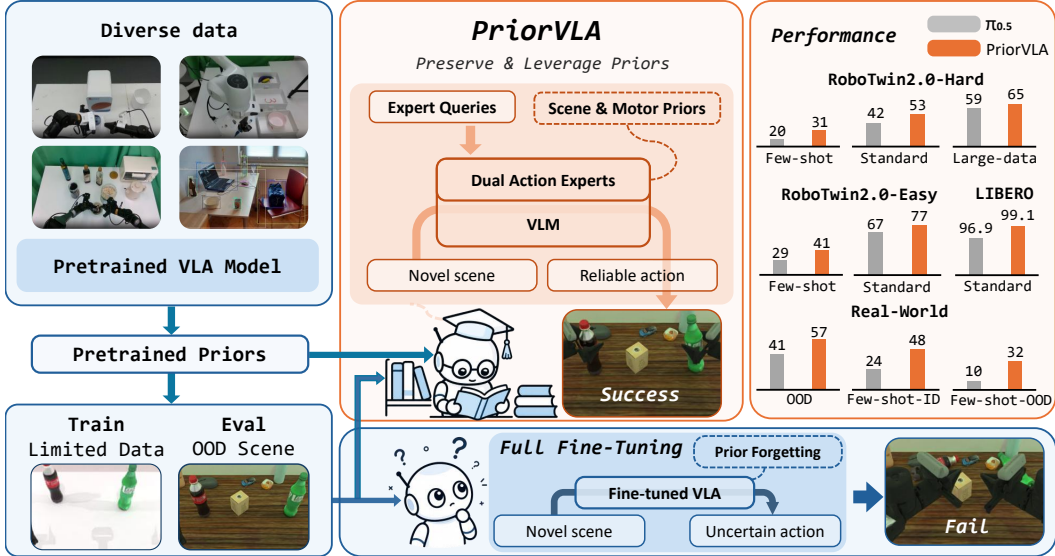 Diverse data
Pretrained VLA Model
Pretrained Priors
Train
Limited Data
Eval
OOD Scene
PriorVLA
Preserve & Leverage Priors
Expert Queries
Scene & Motor Priors
Dual Action Experts
VLM
Novel scene
Reliable action
Success
Performance
π0.5
PriorVLA
RoboTwin2.0-Hard
20 31
42 53
59 65
Few-shot
Standard
Large-data
RoboTwin2.0-Easy
LIBERO
29 41
67 77
96.9 99.1
Few-shot
Standard
Standard
Real-World
41 57
24 48
10 32
OOD
Few-shot-ID
Few-shot-OOD
? ? ?
Full Fine-Tuning
Prior Forgetting
Fine-tuned VLA
Novel scene
Uncertain action
Fail